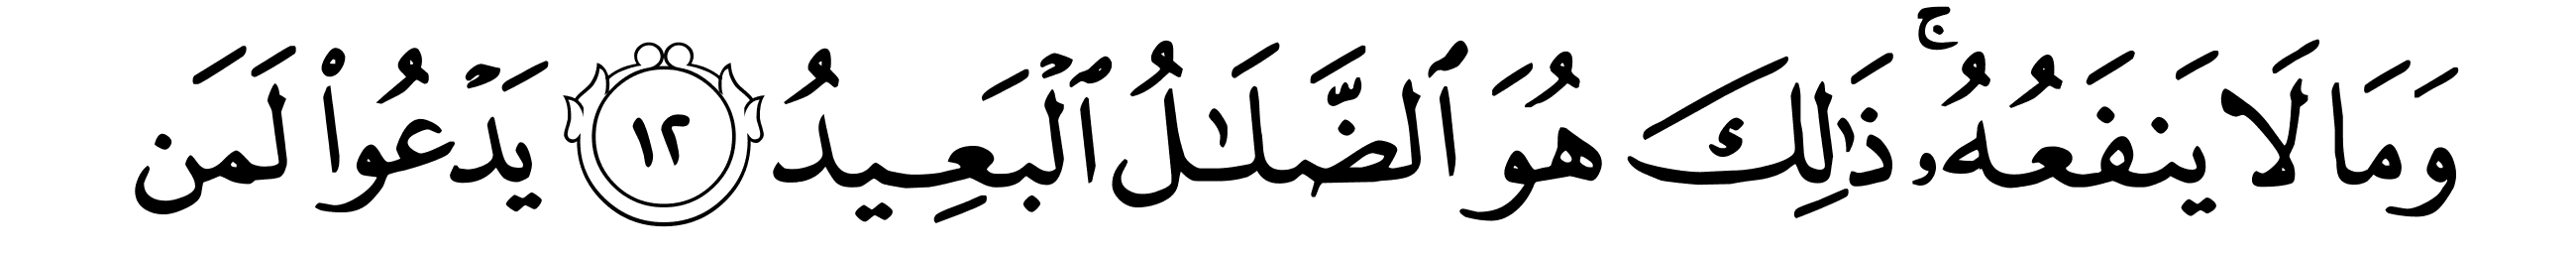 وَمَا لَا يَنفَعُهُۥۚ ذَٰلِكَ هُوَ ٱلضَّلَـٰلُ ٱلْبَعِيدُ ١٢ يَدْعُوا۟ لَمَن